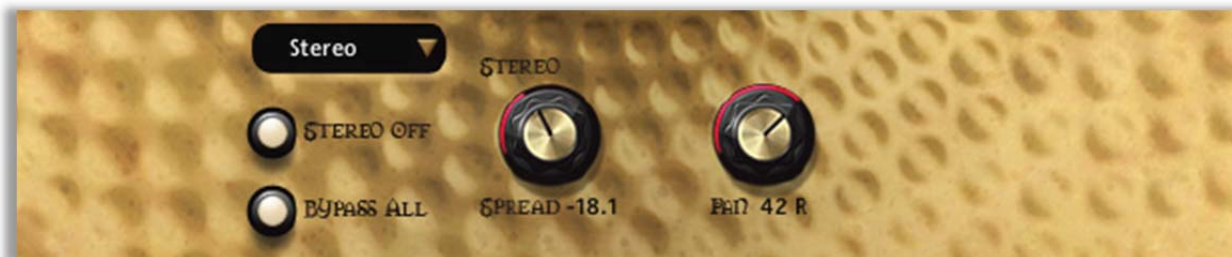 Stereo
STEREO
STEREO OFF
BYPASS ALL
SPREAD -18.1
PAN 42 R